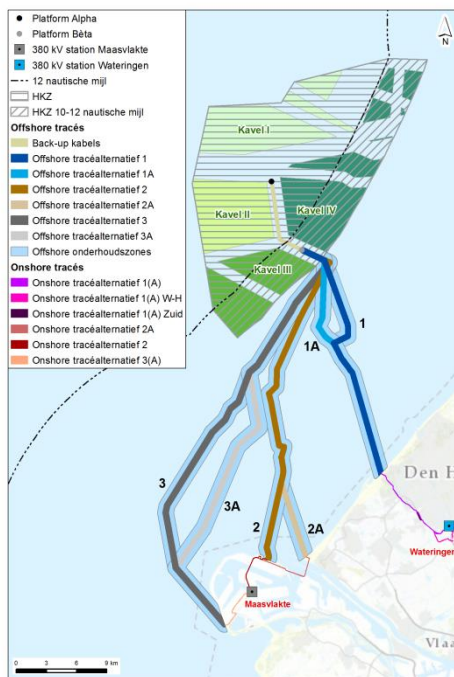 Platform Alpha
Platform Bèta
380 kV station Maasvlakte
380 kV station Wateringen
12 nautische mijl
HKZ
HKZ 10-12 nautische mijl
Offshore tracés
Back-up kabels
Offshore tracéalternatief 1
Offshore tracéalternatief 1A
Offshore tracéalternatief 2
Offshore tracéalternatief 2A
Offshore tracéalternatief 3
Offshore tracéalternatief 3A
Offshore onderhoudszones
Onshore tracés
Onshore tracéalternatief 1(A)
Onshore tracéalternatief 1(A) W-H
Onshore tracéalternatief 1(A) Zuid
Onshore tracéalternatief 2A
Onshore tracéalternatief 2
Onshore tracéalternatief 3(A)
N
Kavel I
Kavel II
Kavel IV
Kavel III
1
1A
Den H
3
3A
2
2A
Wateringen
Maasvlakte
Vlaa
0 3 6 9 km